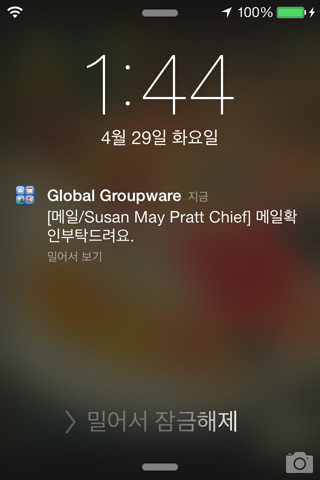 100%
1:44
4월 29일 화요일
Global Groupware 지금
[메일/Susan May Pratt Chief] 메일확
인부탁드려요.
밀어서 보기
> 밀어서 잠금해제